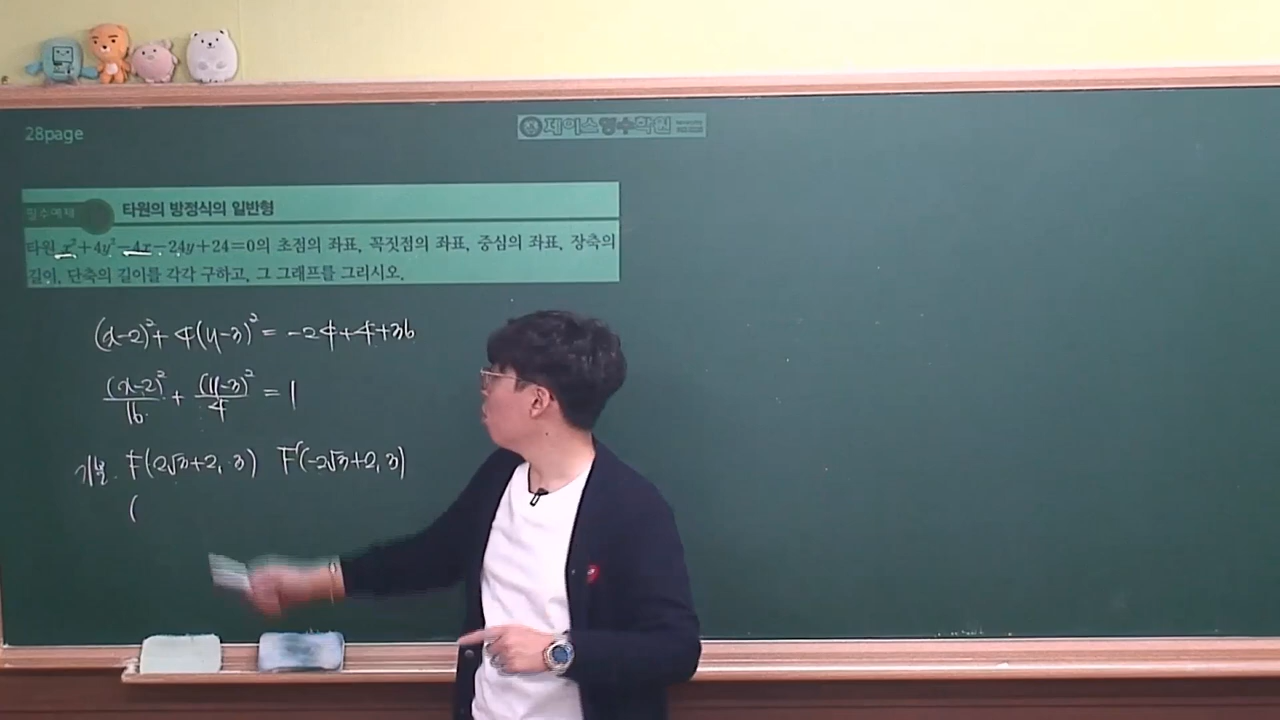 28page
제이스영수학원
필수예제 타원의 방정식의 일반형
타원 x²+4y²−4x−24y+24=0의 초점의 좌표, 꼭짓점의 좌표, 중심의 좌표, 장축의
길이, 단축의 길이를 각각 구하고, 그 그래프를 그리시오.
(x-2)²+4(y-3)²=-24+4+36
(x-2)²/16 + (y-3)²/4 = 1
F(2√3+2, 3) F'(-2√3+2, 3)
(